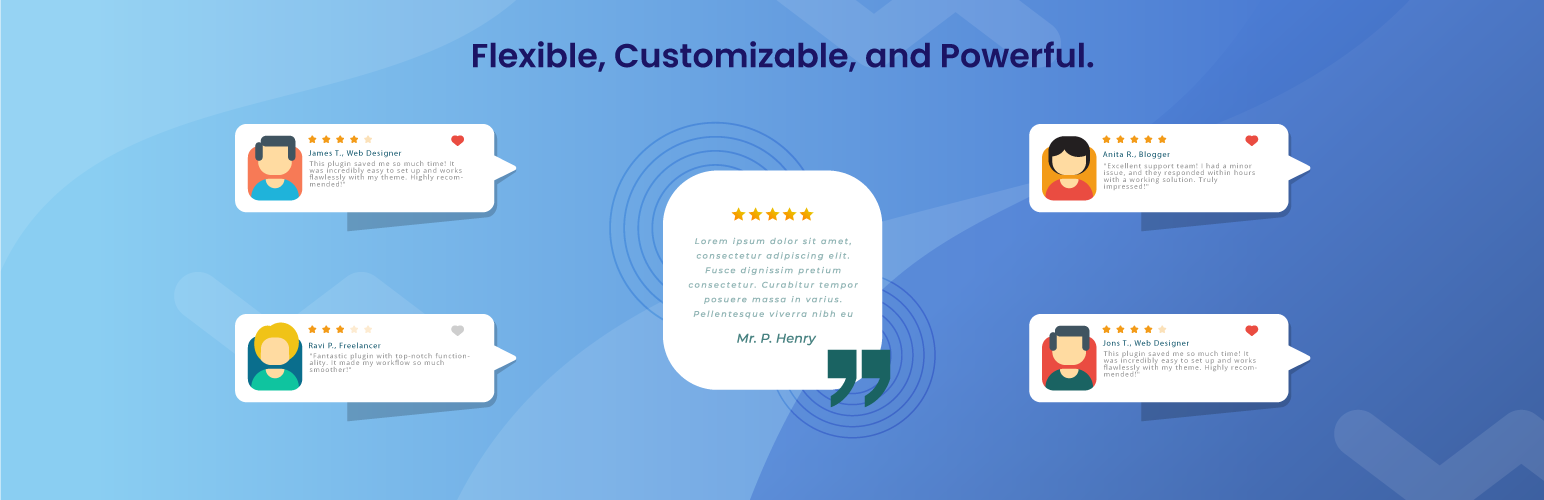 Flexible, Customizable, and Powerful.
James T., Web Designer
This plugin saved me so much time! It
was incredibly easy to set up and works
flawlessly with my theme. Highly recom-
mended!"
Ravi P., Freelancer
"Fantastic plugin with top-notch function-
ality. It made my workflow so much
smoother!"
Lorem ipsum dolor sit amet,
consectetur adipiscing elit.
Fusce dignissim pretium
consectetur. Curabitur tempor
posuere massa in varius.
Pellentesque viverra nibh eu
Mr. P. Henry
Anita R., Blogger
"Excellent support team! I had a minor
issue, and they responded within hours
with a working solution. Truly
impressed!"
Jons T., Web Designer
This plugin saved me so much time! It
was incredibly easy to set up and works
flawlessly with my theme. Highly recom-
mended!"